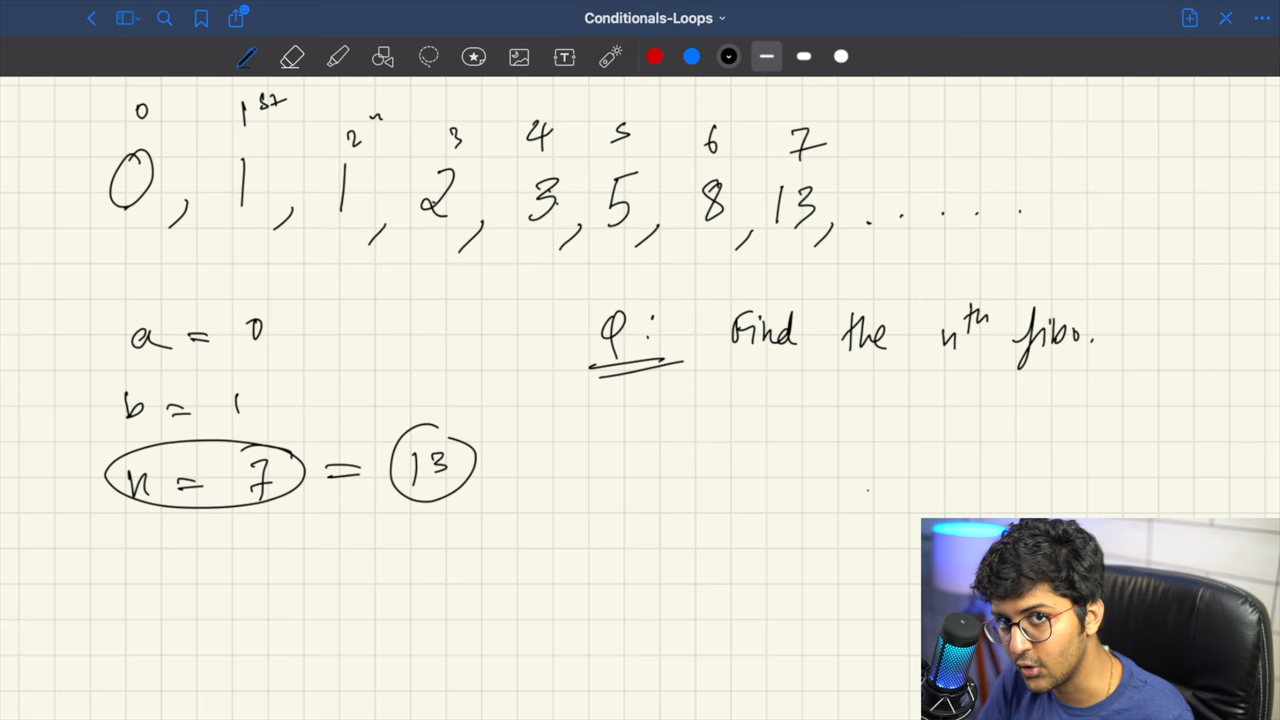 Conditionals-Loops
T
0 1st 2n 3 4 5 6 7
0, 1, 1, 2, 3, 5, 8, 13, . . . . .
a = 0
Q: Find the nth fibo.
b = 1
n = 7 = 13